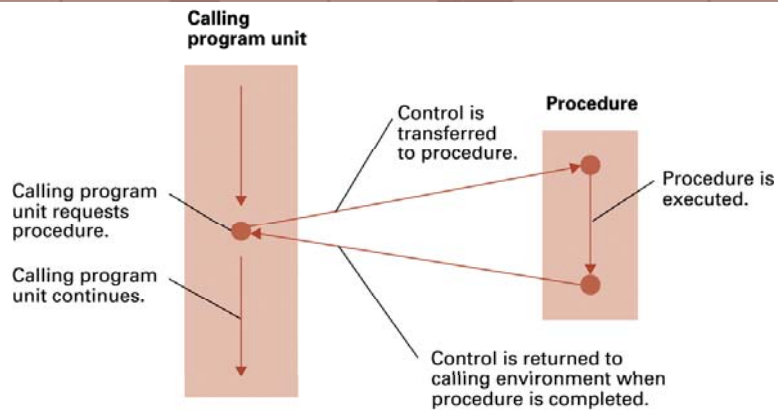 Calling
program unit
Control is
transferred
to procedure.
Procedure
Calling program
unit requests
procedure.
Procedure is
executed.
Calling program
unit continues.
Control is returned to
calling environment when
procedure is completed.